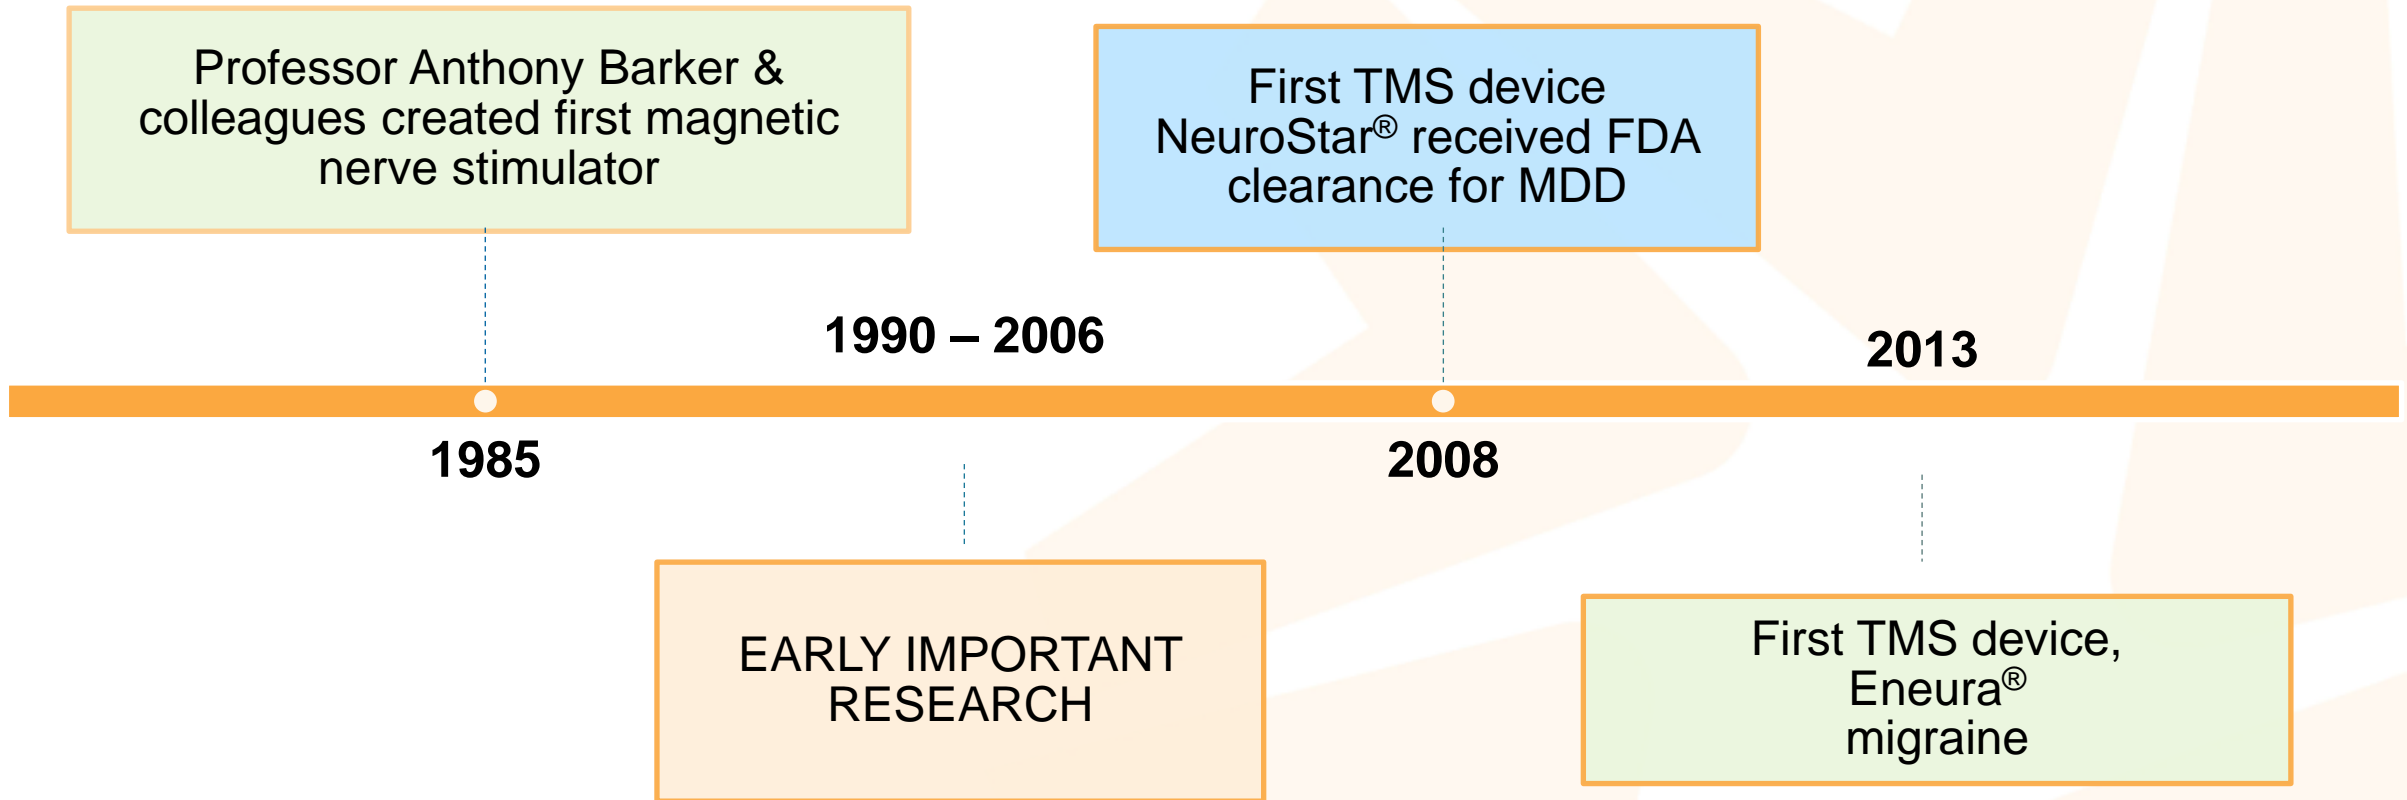 Professor Anthony Barker &
colleagues created first magnetic
nerve stimulator
First TMS device
NeuroStar® received FDA
clearance for MDD
1990 – 2006
2013
1985
2008
EARLY IMPORTANT
RESEARCH
First TMS device,
Eneura®
migraine